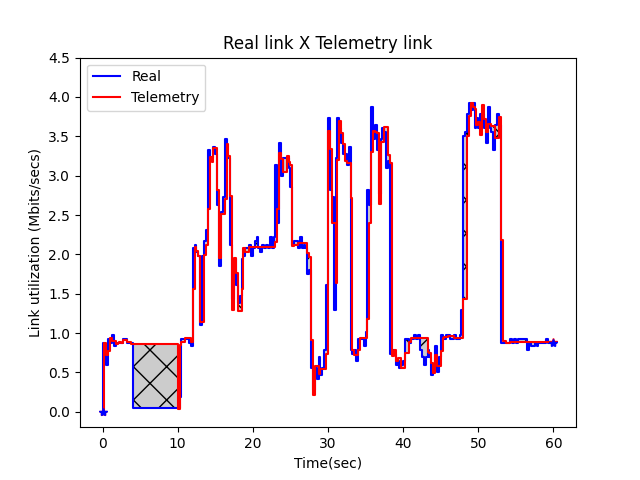 Real link X Telemetry link
Real
Telemetry
Link utilization (Mbits/secs)
4.5
4.0
3.5
3.0
2.5
2.0
1.5
1.0
0.5
0.0
0 10 20 30 40 50 60
Time(sec)